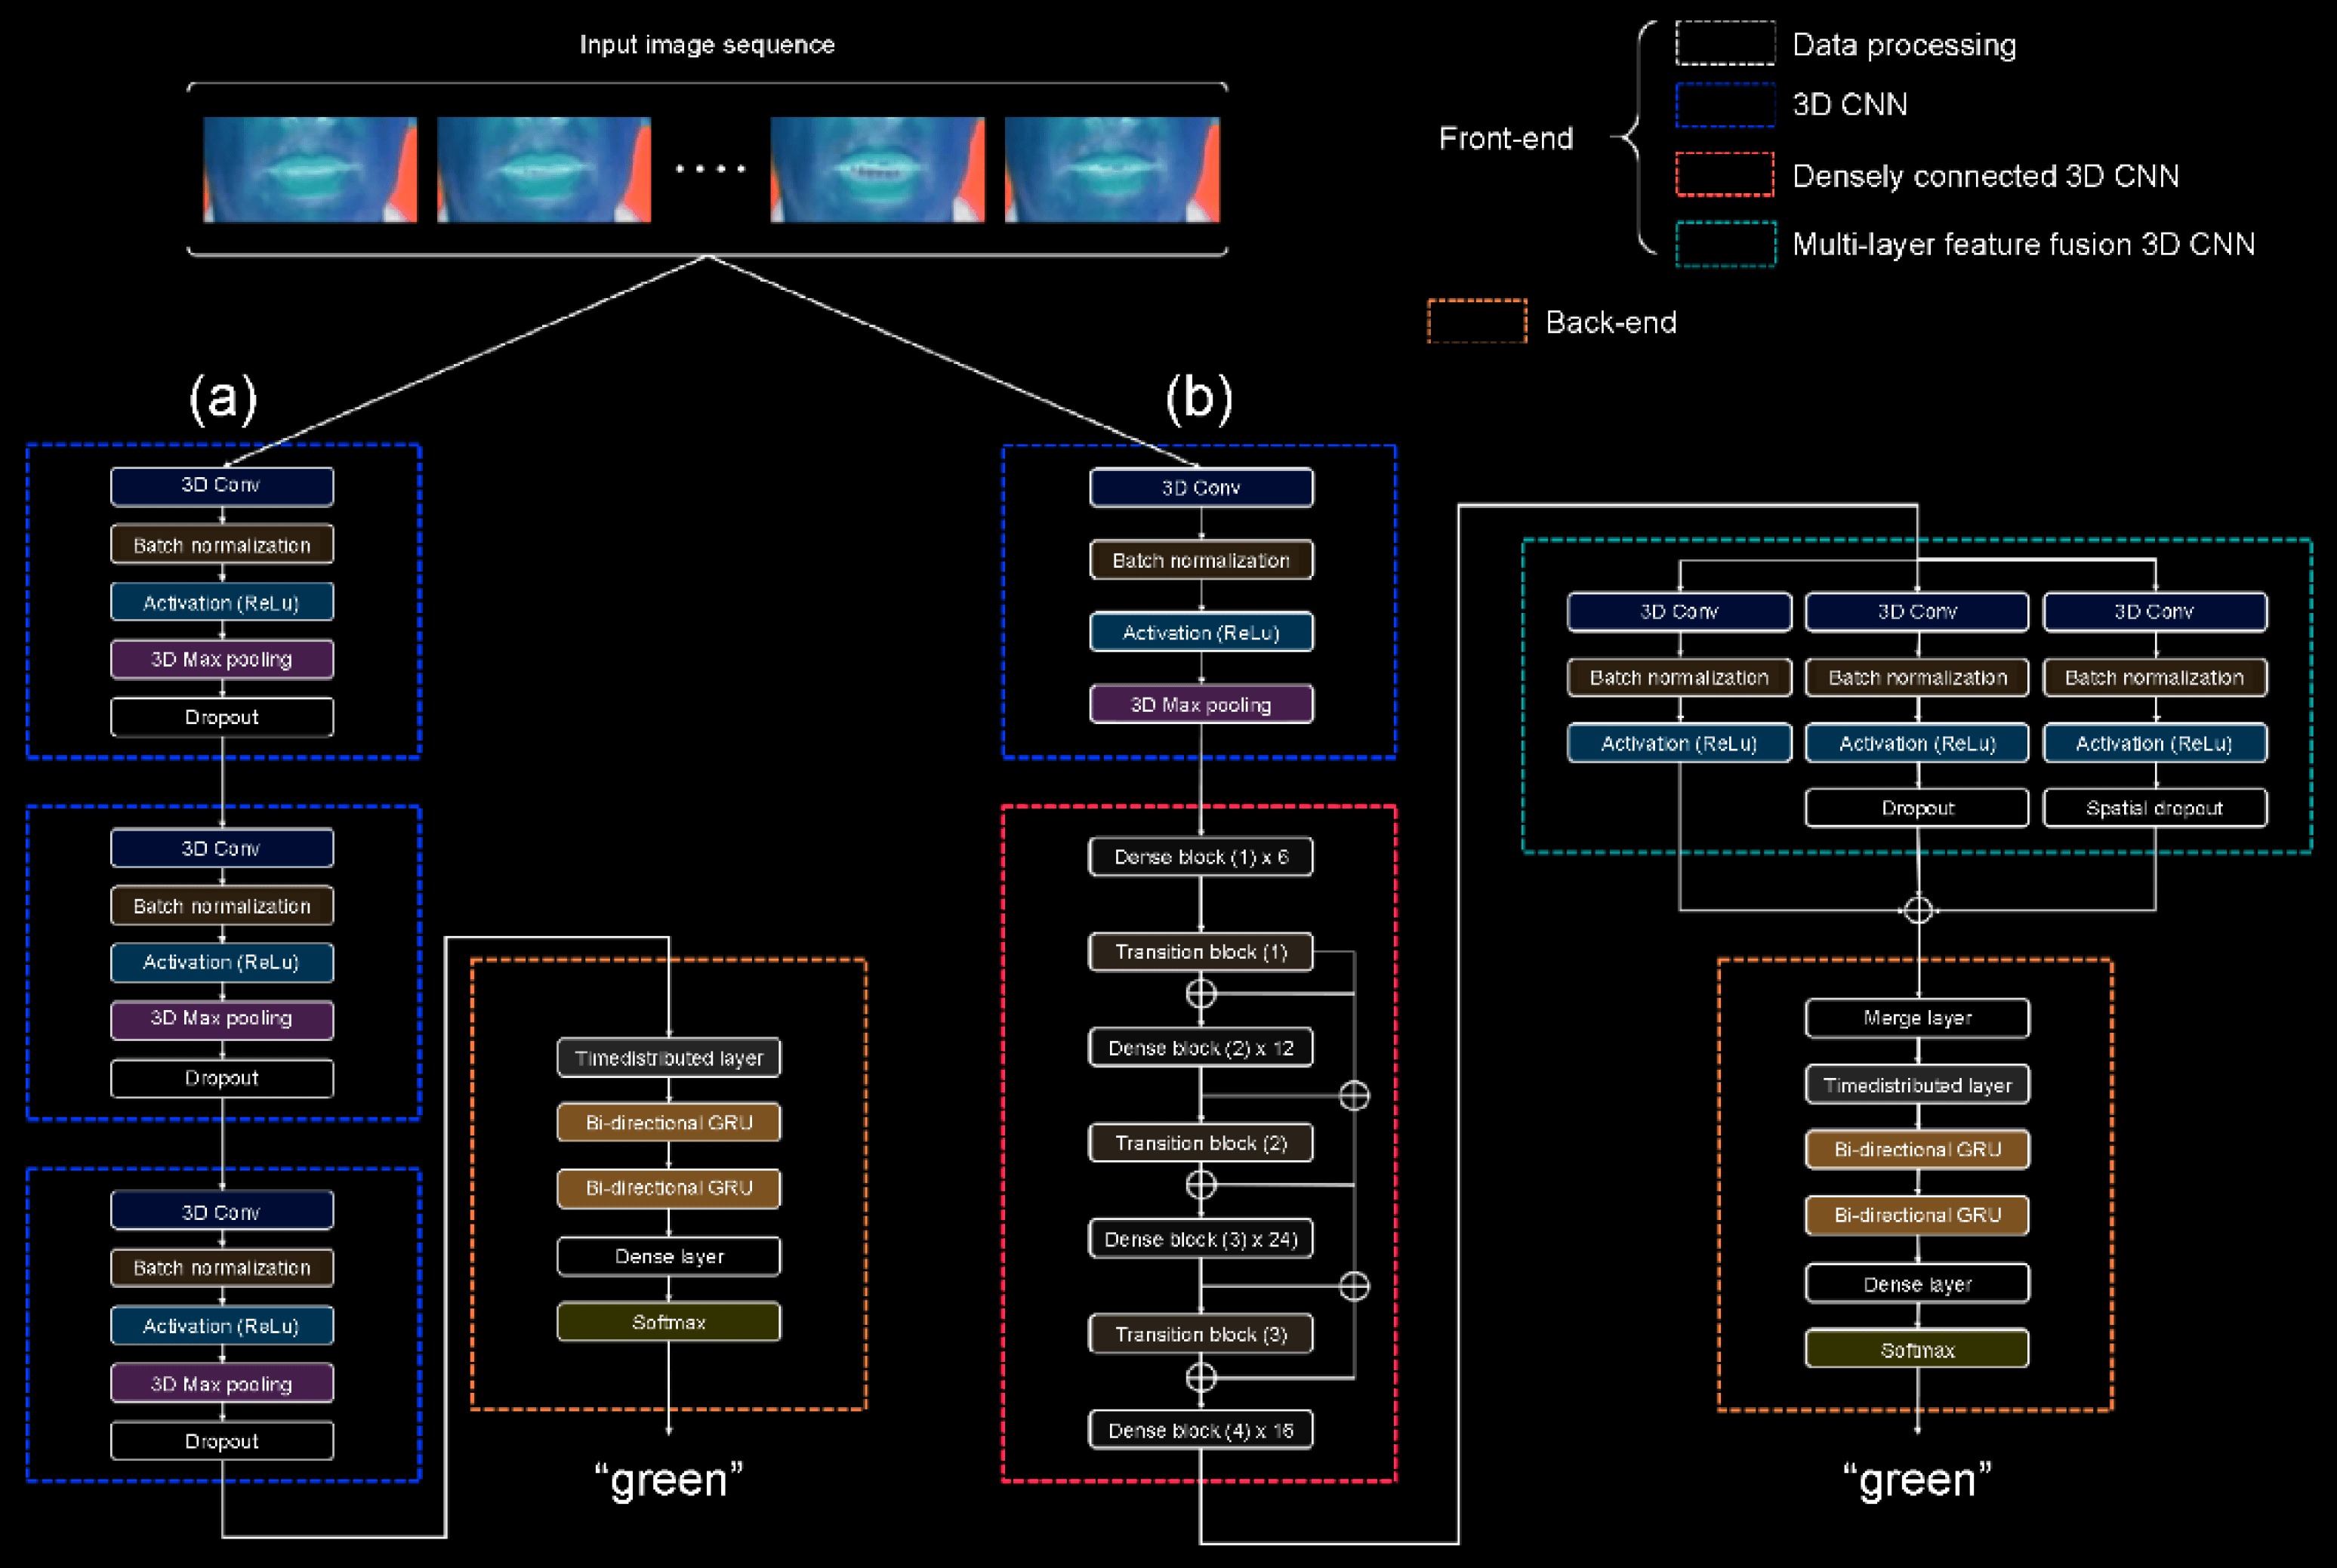 Input image sequence
Front-end
Data processing
3D CNN
Densely connected 3D CNN
Multi-layer feature fusion 3D CNN
Back-end
(a)
3D Conv
Batch normalization
Activation (ReLu)
3D Max pooling
Dropout
3D Conv
Batch normalization
Activation (ReLu)
3D Max pooling
Dropout
3D Conv
Batch normalization
Activation (ReLu)
3D Max pooling
Dropout
Timedistributed layer
Bi-directional GRU
Bi-directional GRU
Dense layer
Softmax
“green”
(b)
3D Conv
Batch normalization
Activation (ReLu)
3D Max pooling
Dense block (1) x 6
Transition block (1)
Dense block (2) x 12
Transition block (2)
Dense block (3) x 24)
Transition block (3)
Dense block (4) x 16
3D Conv
Batch normalization
Activation (ReLu)
3D Conv
Batch normalization
Activation (ReLu)
Dropout
3D Conv
Batch normalization
Activation (ReLu)
Spatial dropout
Merge layer
Timedistributed layer
Bi-directional GRU
Bi-directional GRU
Dense layer
Softmax
“green”